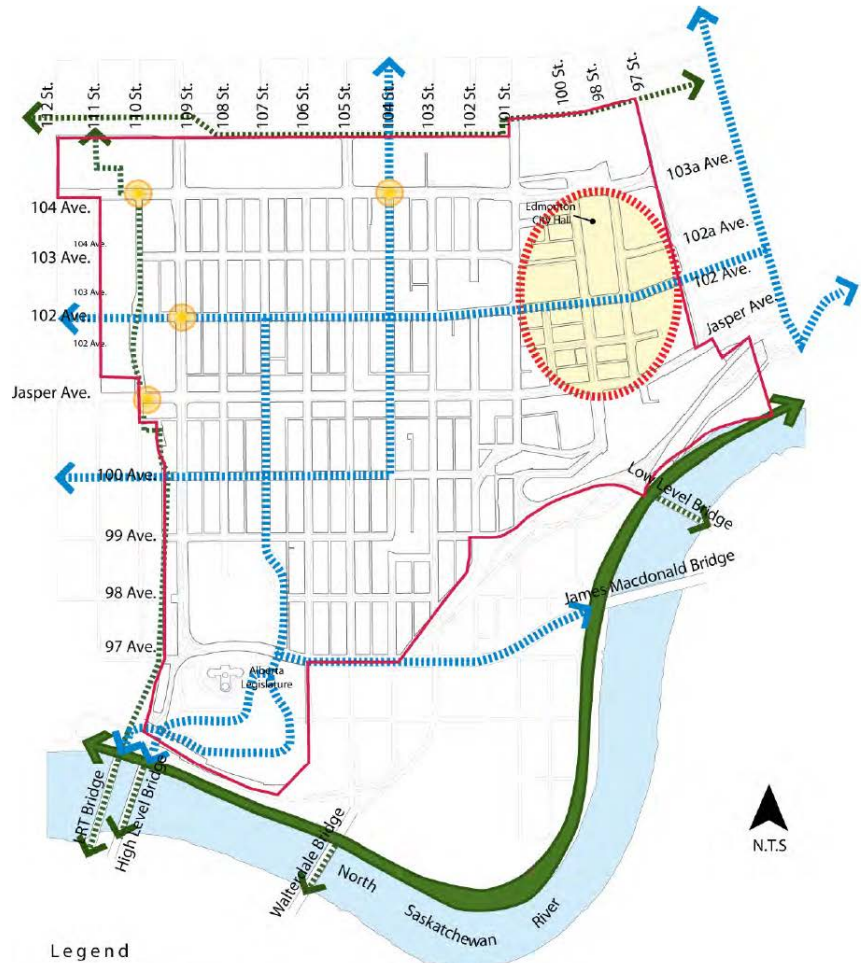 112 St.
111 St.
110 St.
109 St.
108 St.
107 St.
106 St.
105 St.
104 St.
103 St.
102 St.
101 St.
100 St.
98 St.
97 St.
103a Ave.
104 Ave.
Edmonton
City Hall
102a Ave.
104 Ave.
103 Ave.
102 Ave.
103 Ave.
102 Ave.
Jasper Ave.
102 Ave.
Jasper Ave.
100 Ave.
Low Level Bridge
99 Ave.
James Macdonald Bridge
98 Ave.
97 Ave.
Alberta
Legislature
LRT Bridge
High Level Bridge
Walterdale Bridge
North
Saskatchewan
River
N.T.S
Legend